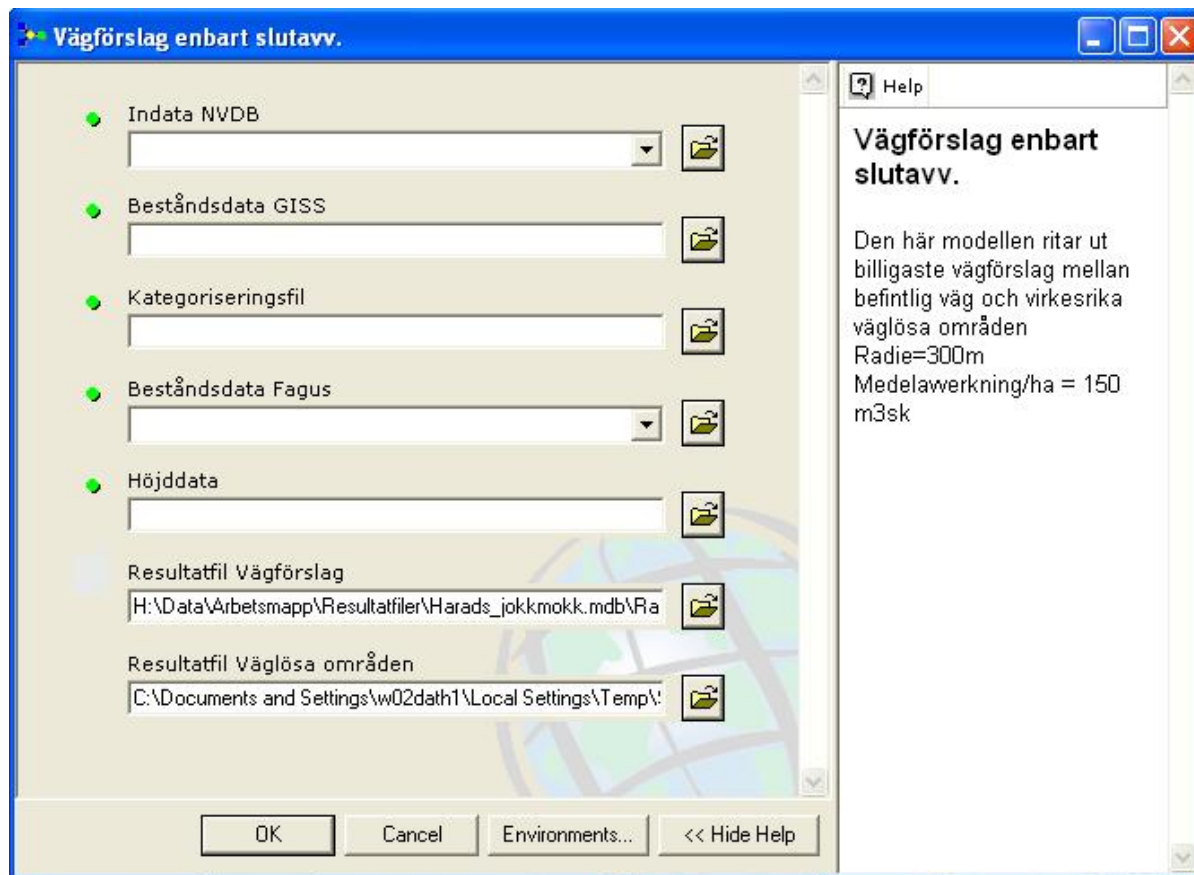 Vägförslag enbart slutavv.
Indata NVDB
Beståndsdata GISS
Kategoriseringsfil
Beståndsdata Fagus
Höjddata
Resultatfil Vägförslag
H:\Data\Arbetsmapp\Resultatfiler\Harads_jokkmokk.mdb\Ra
Resultatfil Väglösa områden
C:\Documents and Settings\w02dath1\Local Settings\Temp\
OK
Cancel
Environments...
<< Hide Help
Help
Vägförslag enbart
slutavv.
Den här modellen ritar ut
billigaste vägförslag mellan
befintlig väg och virkesrika
väglösa områden
Radie=300m
Medelawerkning/ha = 150
m3sk